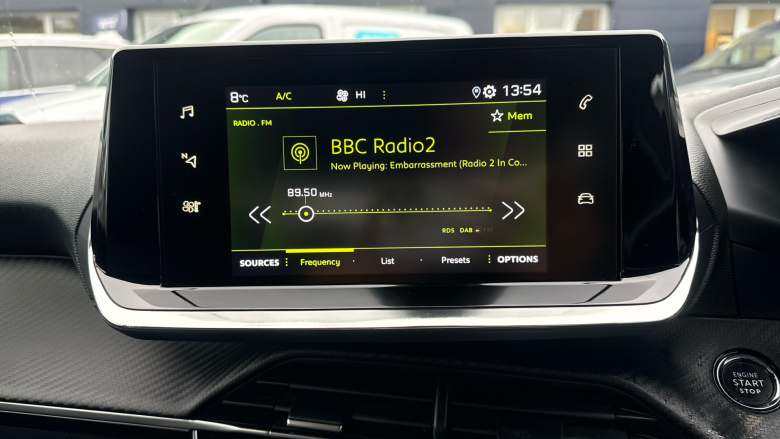 8°C A/C HI 13:54
RADIO . FM
Mem
BBC Radio2
Now Playing: Embarrassment (Radio 2 In Co...
89.50 MHz
RDS DAB FM
SOURCES Frequency List Presets OPTIONS
N
ENGINE
START
STOP